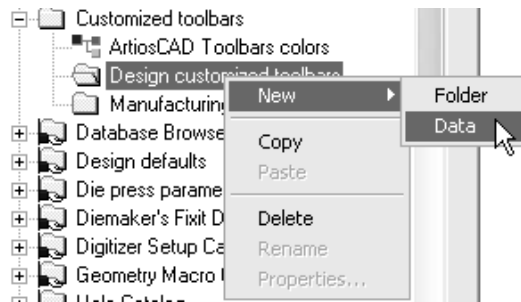 Customized toolbars
ArtiosCAD Toolbars colors
Design customized toolbars
Manufacturing
New
Folder
Data
Database Browse
Copy
Design defaults
Paste
Die press parame
Diemaker's Fixit D
Delete
Digitizer Setup Ca
Rename
Geometry Macro
Properties...